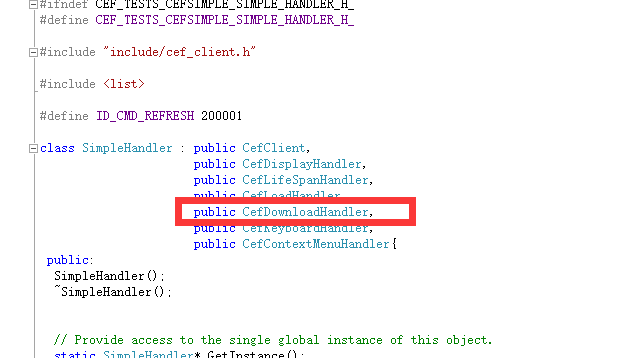 #ifndef CEF_TESTS_CEFSIMPLE_SIMPLE_HANDLER_H_
#define CEF_TESTS_CEFSIMPLE_SIMPLE_HANDLER_H_
#include "include/cef_client.h"
#include <list>
#define ID_CMD_REFRESH 200001
class SimpleHandler : public CefClient,
public CefDisplayHandler,
public CefLifeSpanHandler,
public CefLoadHandler,
public CefDownloadHandler,
public CefKeyboardHandler,
public CefContextMenuHandler{
public:
SimpleHandler();
~SimpleHandler();
// Provide access to the single global instance of this object.
static SimpleHandler* GetInstance();